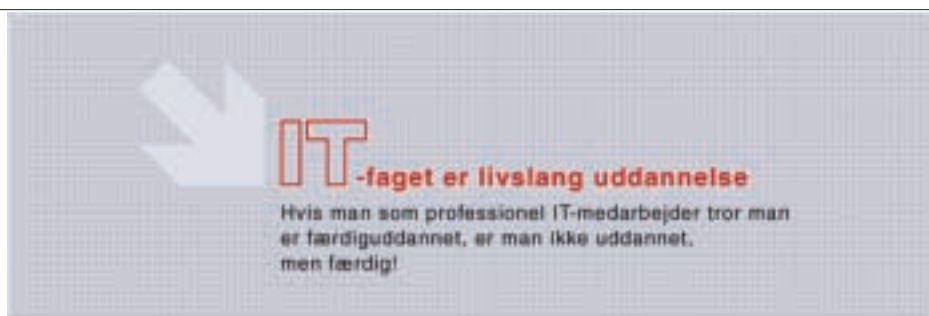 IT-faget er livslang uddannelse
Hvis man som professionel IT-medarbejder tror man
er færdiguddannet, er man ikke uddannet,
men færdig!